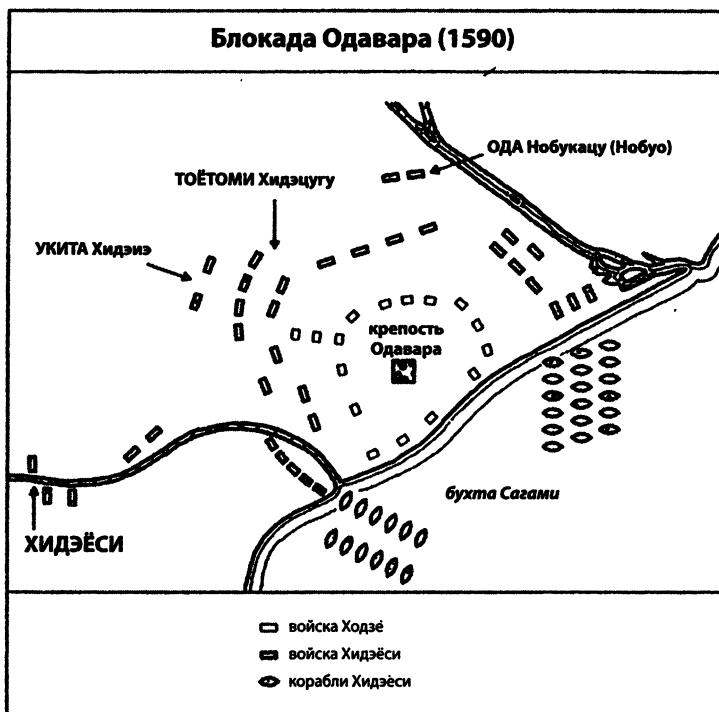 Блокада Одавара (1590)
ОДА Нобукацу (Нобуо)
ТОЁТОМИ Хидэцугу
УКИТА Хидэиэ
крепость
Одавара
бухта Сагами
ХИДЭЁСИ
войска Ходзё
войска Хидэёси
корабли Хидэёси